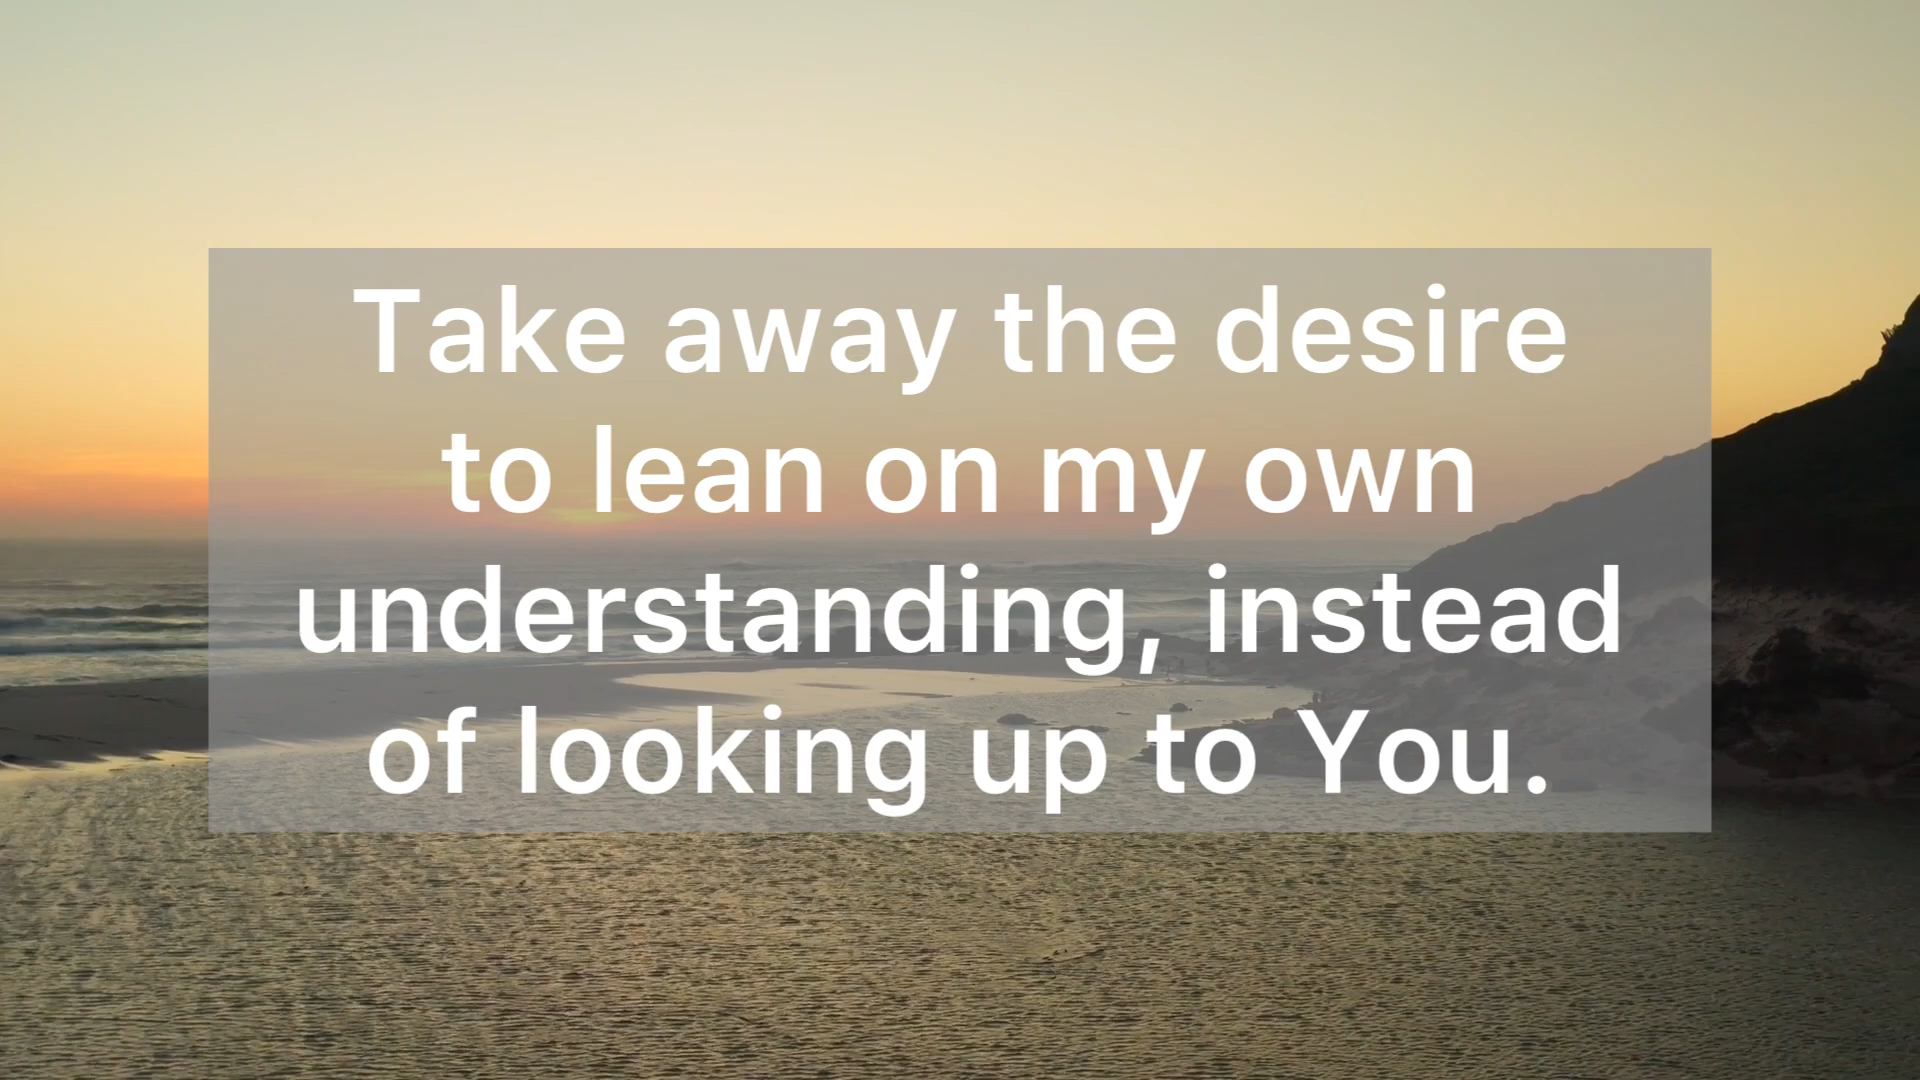 Take away the desire
to lean on my own
understanding, instead
of looking up to You.